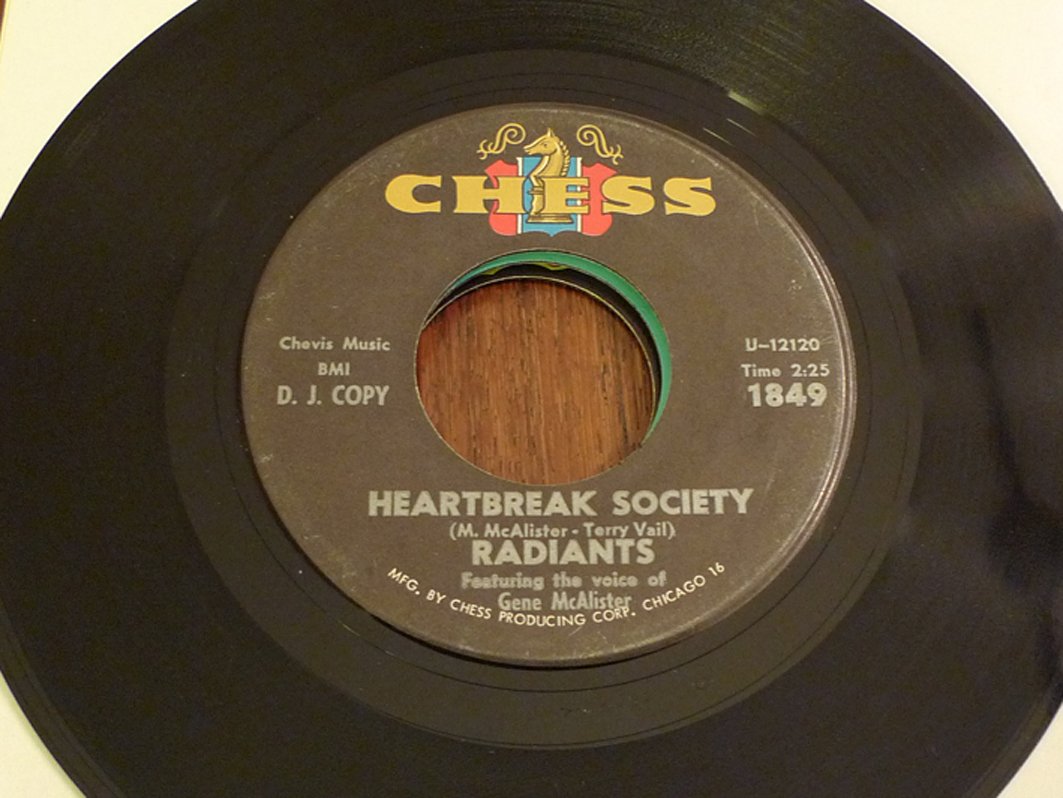 CHESS
Chevis Music
BMI
D. J. COPY
U-12120
Time 2:25
1849
HEARTBREAK SOCIETY
(M. McAlister - Terry Vail)
RADIANTS
Featuring the voice of
Gene McAlister
MFG. BY CHESS PRODUCING CORP. CHICAGO 16